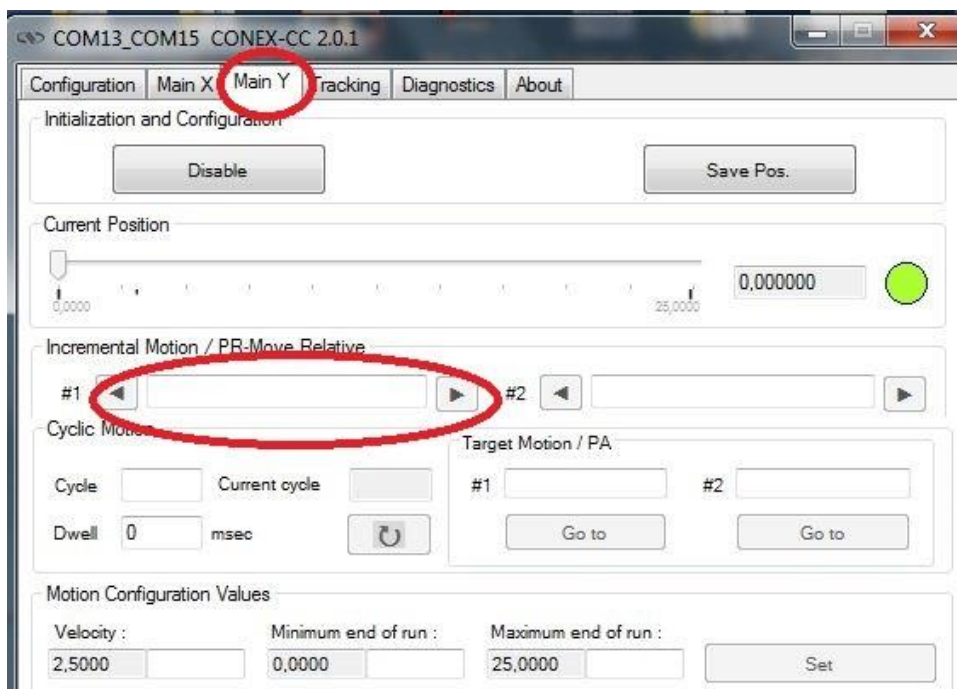 COM13_COM15 CONEX-CC 2.0.1
Configuration Main X Main Y Tracking Diagnostics About
Initialization and Configuration
Disable Save Pos.
Current Position
0,000000
0,0000 25,0000
Incremental Motion / PR-Move Relative
#1 #2
Cyclic Motion
Target Motion / PA
Cycle Current cycle #1 #2
Dwell 0 msec Go to Go to
Motion Configuration Values
Velocity : Minimum end of run : Maximum end of run :
2,5000 0,0000 25,0000 Set